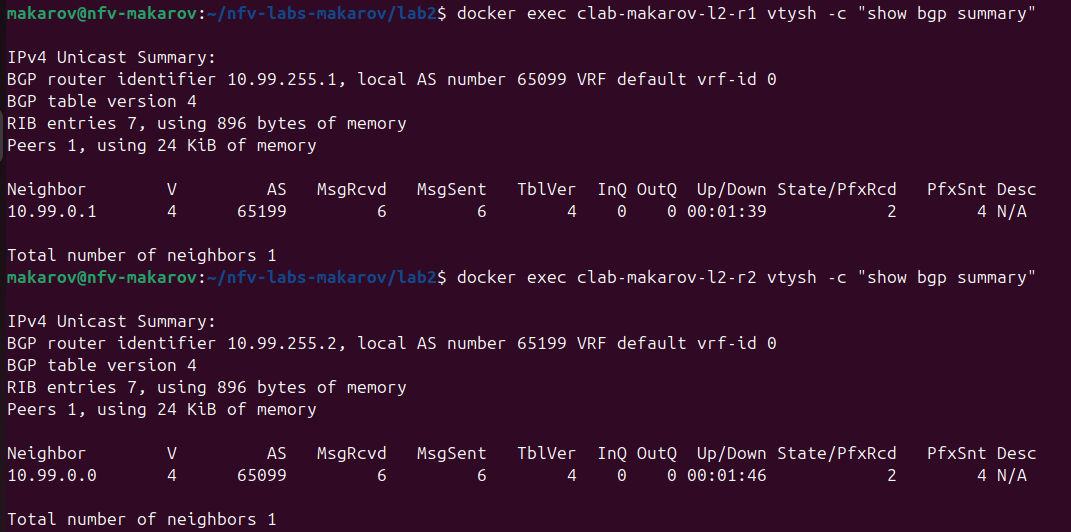 makarov@nfv-makarov:~/nfv-labs-makarov/lab2$ docker exec clab-makarov-l2-r1 vtysh -c "show bgp summary"
IPv4 Unicast Summary:
BGP router identifier 10.99.255.1, local AS number 65099 VRF default vrf-id 0
BGP table version 4
RIB entries 7, using 896 bytes of memory
Peers 1, using 24 KiB of memory
Neighbor V AS MsgRcvd MsgSent TblVer InQ OutQ Up/Down State/PfxRcd PfxSnt Desc
10.99.0.1 4 65199 6 6 4 0 0 00:01:39 2 4 N/A
Total number of neighbors 1
makarov@nfv-makarov:~/nfv-labs-makarov/lab2$ docker exec clab-makarov-l2-r2 vtysh -c "show bgp summary"
IPv4 Unicast Summary:
BGP router identifier 10.99.255.2, local AS number 65199 VRF default vrf-id 0
BGP table version 4
RIB entries 7, using 896 bytes of memory
Peers 1, using 24 KiB of memory
Neighbor V AS MsgRcvd MsgSent TblVer InQ OutQ Up/Down State/PfxRcd PfxSnt Desc
10.99.0.0 4 65099 6 6 4 0 0 00:01:46 2 4 N/A
Total number of neighbors 1